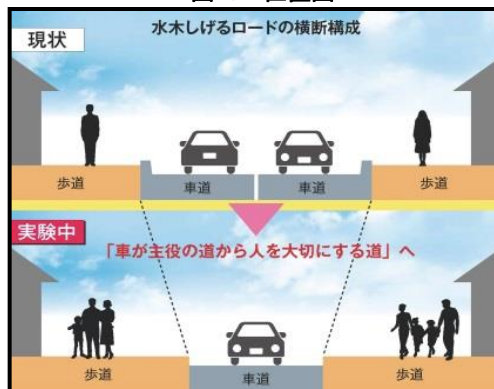 水木しげるロードの横断構成
現状
歩道
車道
車道
歩道
実験中
「車が主役の道から人を大切にする道」へ
歩道
車道
歩道